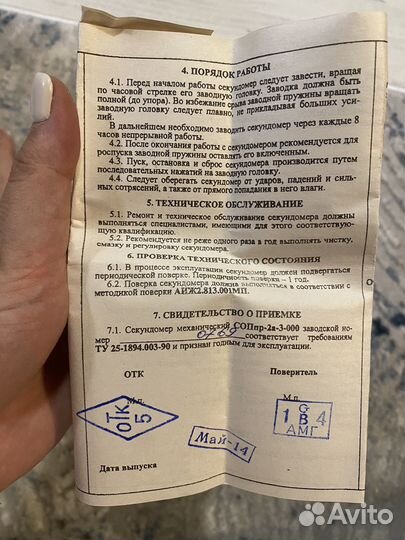 4. ПОРЯДОК РАБОТЫ
4.1. Перед началом работы секундомер следует завести, вращая
по часовой стрелке его заводную головку. Заводка должна быть
полной (до упора). Во избежание срыва заводной пружины вращать
заводную головку следует плавно, не прикладывая больших уси-
лий.
В дальнейшем необходимо заводить секундомер через каждые 8
часов непрерывной работы.
4.2. После окончания работы с секундомером рекомендуется для
роспуска заводной пружины оставлять его включенным.
4.3. Пуск, остановка и сброс секундомера производится путем
последовательных нажатий на заводную головку.
4.4. Следует оберегать секундомер от ударов, падений и силь-
ных сотрясений, а также от прямого попадания в него влаги.
5. ТЕХНИЧЕСКОЕ ОБСЛУЖИВАНИЕ
5.1. Ремонт и техническое обслуживание секундомера должны
выполняться специалистами, имеющими для этого соответствую-
щую квалификацию.
5.2. Рекомендуется не реже одного раза в год выполнять чистку,
смазку и регулировку секундомера.
6. ПРОВЕРКА ТЕХНИЧЕСКОГО СОСТОЯНИЯ
6.1. В процессе эксплуатации секундомер должен подвергаться
периодической поверке. Периодичность поверки – 1 год.
6.2. Поверка секундомера должна выполняться в соответствии с
методикой поверки АИЖ2.813.001МП.
7. СВИДЕТЕЛЬСТВО О ПРИЕМКЕ
7.1. Секундомер механический СОПпр-2а-3-000 заводской но-
мер 0769 соответствует требованиям
ТУ 25-1894.003-90 и признан годным для эксплуатации.
ОТК Поверитель
М.п. М.п.
ОТК 5
1 G В 4
АМГ
Май-14
Дата выпуска
Avito